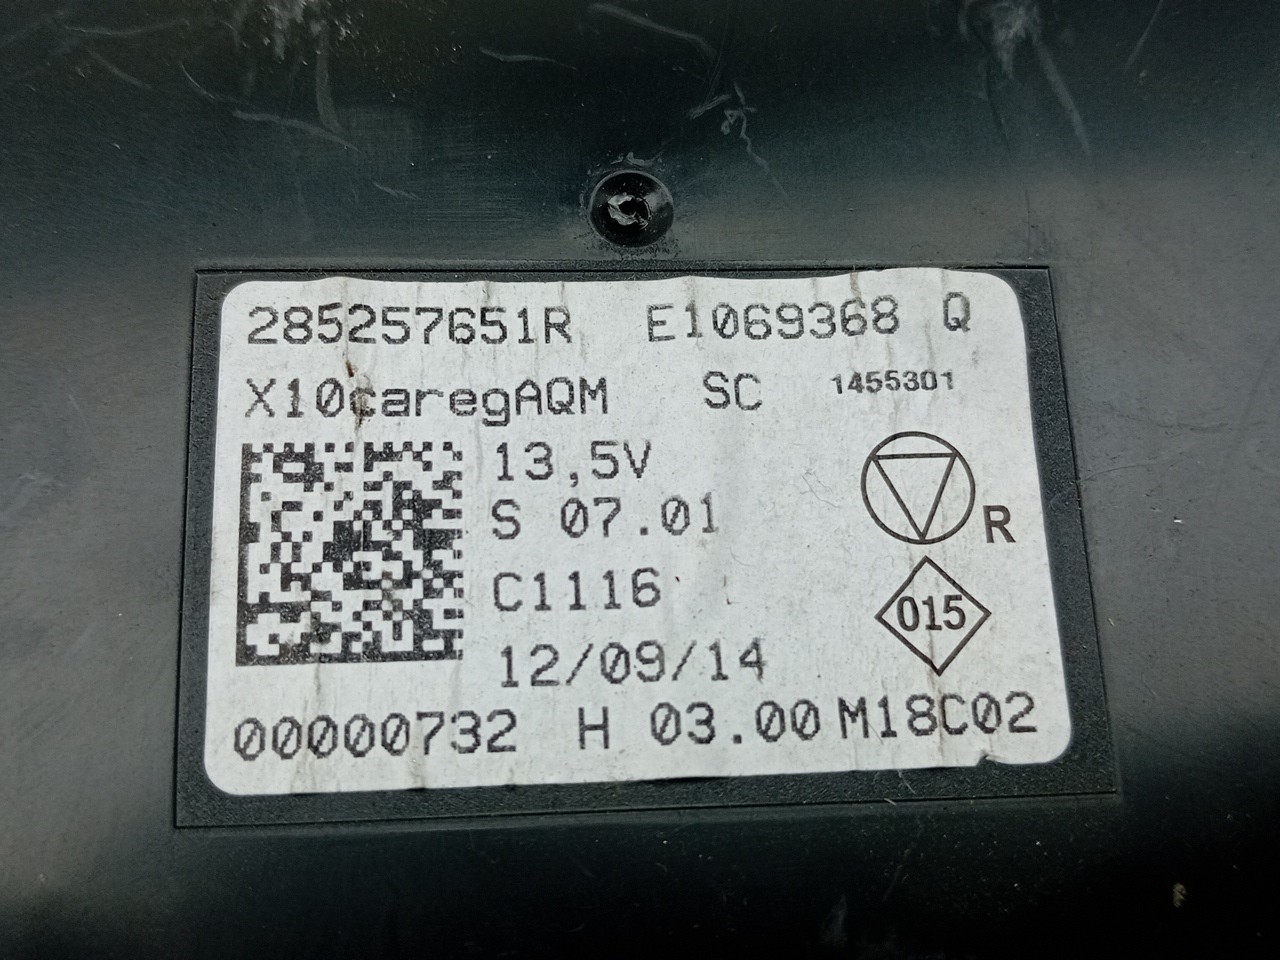 285257651R E1069368 Q
X10caregAQM SC 1455301
13,5V
S 07.01
R
C1116
015
12/09/14
00000732 H 03.00 M18C02